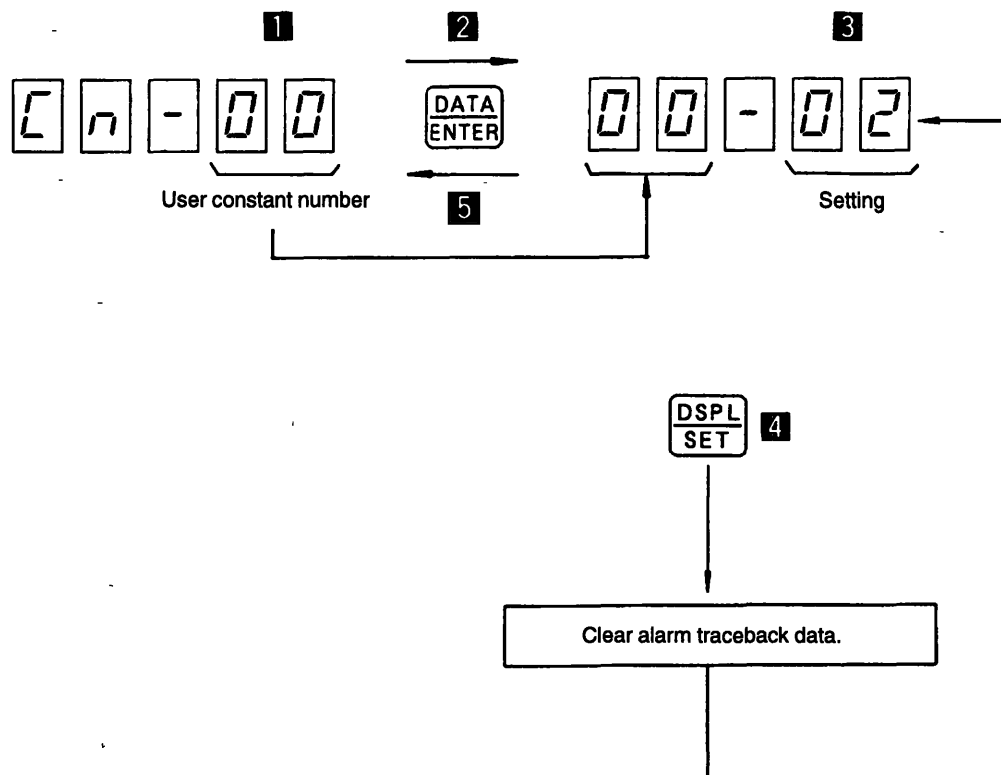 1 2 3
Cn-00 DATA 00-02
ENTER
User constant number 5 Setting
DSPL 4
SET
Clear alarm traceback data.